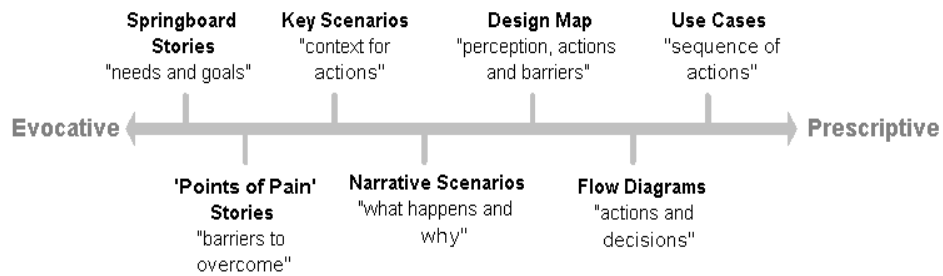 Springboard
Stories
"needs and goals"
Key Scenarios
"context for
actions"
Design Map
"perception, actions
and barriers"
Use Cases
"sequence of
actions"
Evocative
Prescriptive
'Points of Pain'
Stories
"barriers to
overcome"
Narrative Scenarios
"what happens and
why"
Flow Diagrams
"actions and
decisions"